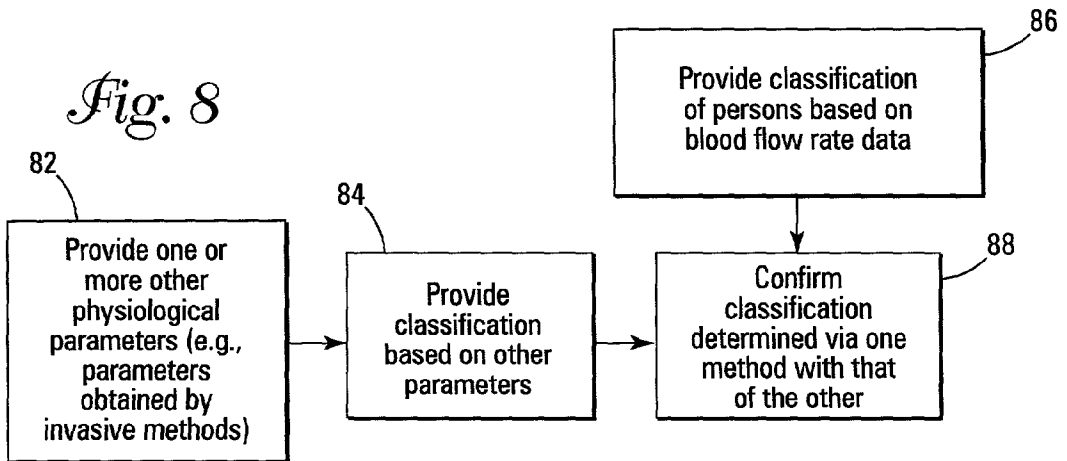 Fig. 8
86
Provide classification
of persons based on
blood flow rate data
82
Provide one or
more other
physiological
parameters (e.g.,
parameters
obtained by
invasive methods)
84
Provide
classification
based on other
parameters
88
Confirm
classification
determined via one
method with that
of the other